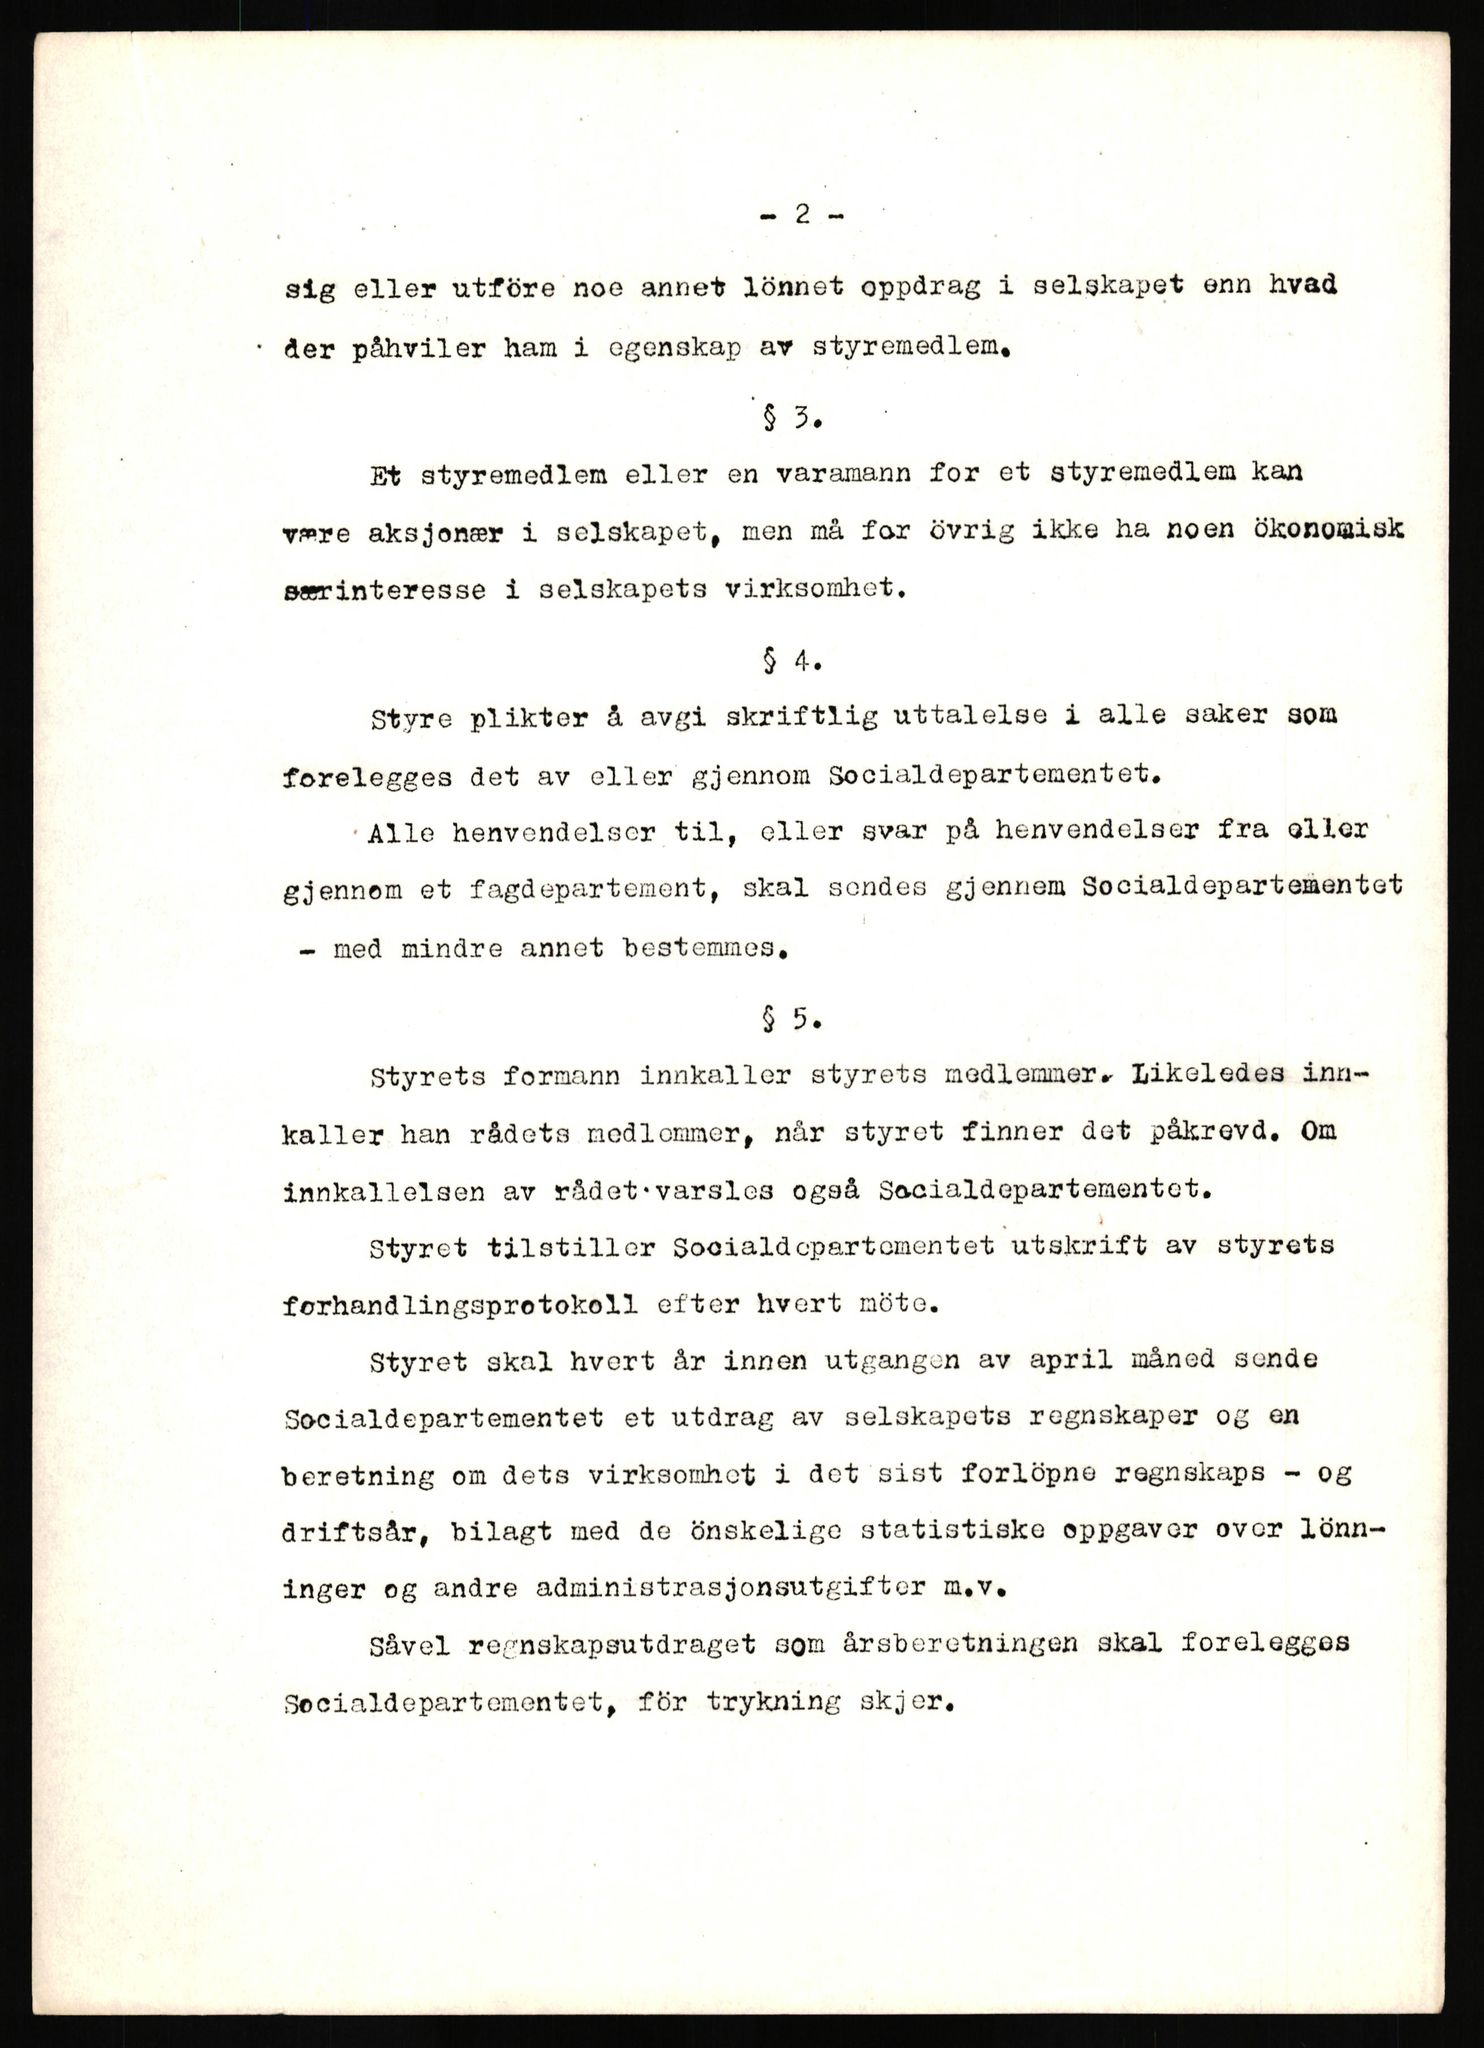 - 2 -
sig eller utföre noe annet lönnet oppdrag i selskapet enn hvad
der påhviler ham i egenskap av styremedlem.
§ 3.
Et styremedlem eller en varamann for et styremedlem kan
være aksjonær i selskapet, men må for övrig ikke ha noen ökonomisk
særinteresse i selskapets virksomhet.
§ 4.
Styre plikter å avgi skriftlig uttalelse i alle saker som
forelegges det av eller gjennom Socialdepartementet.
Alle henvendelser til, eller svar på henvendelser fra eller
gjennom et fagdepartement, skal sendes gjennem Socialdepartementet
- med mindre annet bestemmes.
§ 5.
Styrets formann innkaller styrets medlemmer. Likeledes inn-
kaller han rådets medlemmer, når styret finner det påkrevd. Om
innkallelsen av rådet varsles også Socialdepartementet.
Styret tilstiller Socialdepartementet utskrift av styrets
forhandlingsprotokoll efter hvert möte.
Styret skal hvert år innen utgangen av april måned sende
Socialdepartementet et utdrag av selskapets regnskaper og en
beretning om dets virksomhet i det sist forlöpne regnskaps - og
driftsår, bilagt med de önskelige statistiske oppgaver over lönn-
inger og andre administrasjonsutgifter m.v.
Såvel regnskapsutdraget som årsberetningen skal forelegges
Socialdepartementet, för trykning skjer.